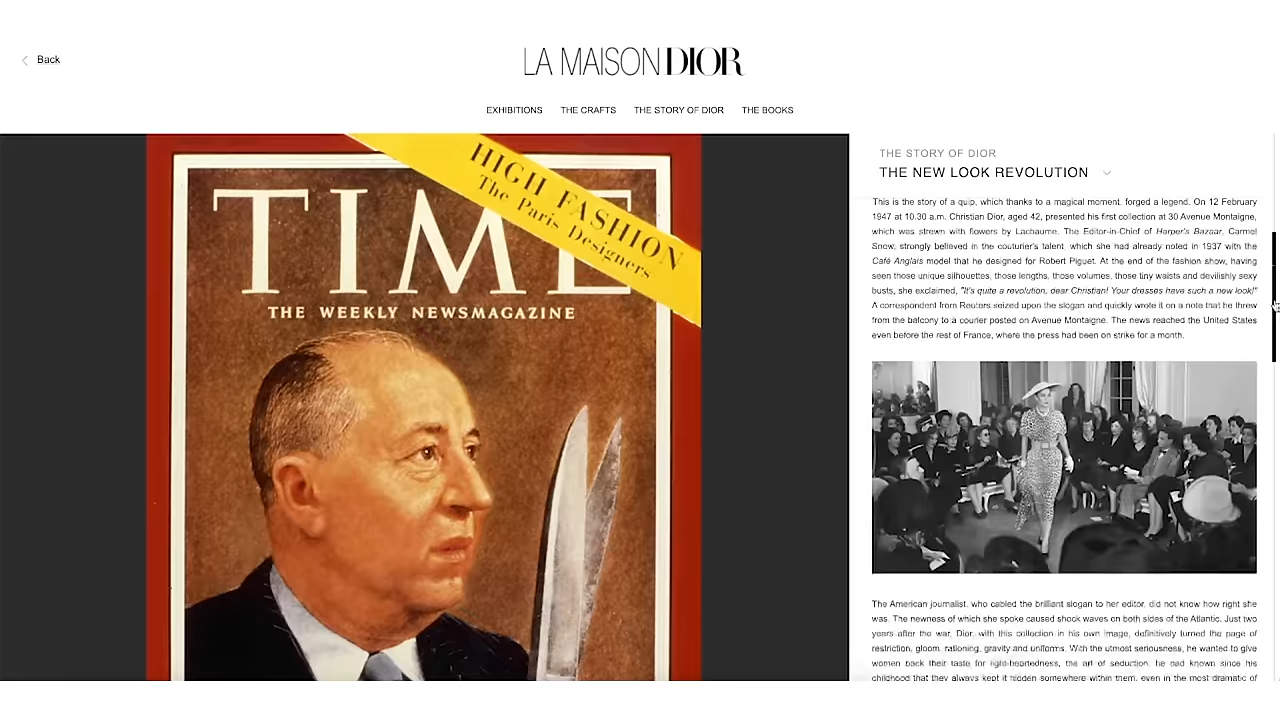 Back
LA MAISON DIOR
EXHIBITIONS THE CRAFTS THE STORY OF DIOR THE BOOKS
HIGH FASHION
The Paris Designers
TIME
THE WEEKLY NEWSMAGAZINE
THE STORY OF DIOR
THE NEW LOOK REVOLUTION
This is the story of a quip, which thanks to a magical moment, forged a legend. On 12 February
1947 at 10.30 a.m. Christian Dior, aged 42, presented his first collection at 30 Avenue Montaigne,
which was strewn with flowers by Lachaume. The Editor-in-Chief of Harper's Bazaar, Carmel
Snow, strongly believed in the couturier's talent, which she had already noted in 1937 with the
Café Anglais model that he designed for Robert Piguet. At the end of the fashion show, having
seen those unique silhouettes, those lengths, those volumes, those tiny waists and devilishly sexy
busts, she exclaimed, "It's quite a revolution, dear Christian! Your dresses have such a new look!"
A correspondent from Reuters seized upon the slogan and quickly wrote it on a note that he threw
from the balcony to a courier posted on Avenue Montaigne. The news reached the United States
even before the rest of France, where the press had been on strike for a month.
The American journalist, who cabled the brilliant slogan to her editor, did not know how right she
was. The newness of which she spoke caused shock waves on both sides of the Atlantic. Just two
years after the war, Dior, with this collection in his own image, definitively turned the page of
restriction, gloom, rationing, gravity and uniforms. With the utmost seriousness, he wanted to give
women back their taste for light-heartedness, the art of seduction, he had known since his
childhood that they always kept it hidden somewhere within them, even in the most dramatic of